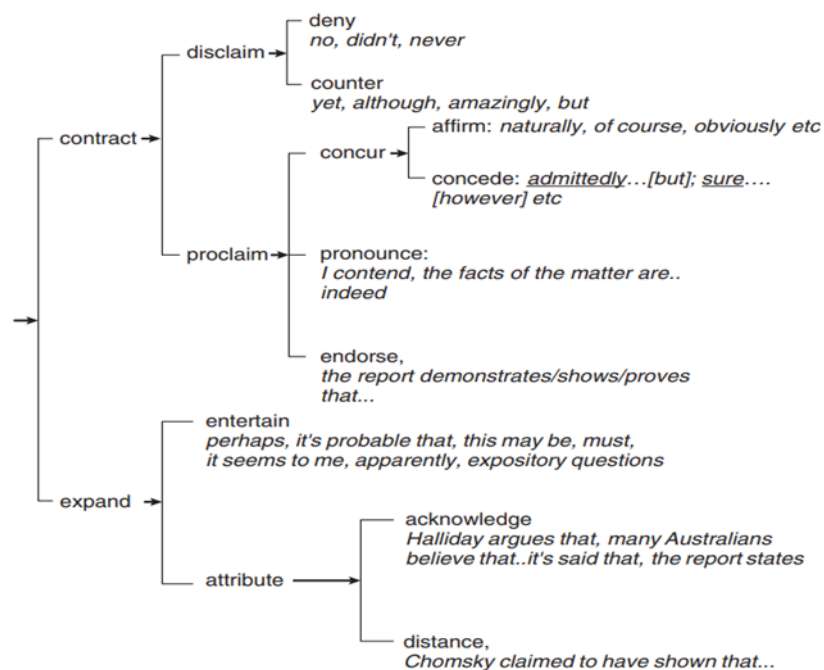 deny
no, didn't, never
disclaim
counter
yet, although, amazingly, but
contract
affirm: naturally, of course, obviously etc
concur
concede: admittedly…[but]; sure….
[however] etc
proclaim
pronounce:
I contend, the facts of the matter are..
indeed
endorse,
the report demonstrates/shows/proves
that...
entertain
perhaps, it's probable that, this may be, must,
it seems to me, apparently, expository questions
expand
acknowledge
Halliday argues that, many Australians
believe that..it's said that, the report states
attribute
distance,
Chomsky claimed to have shown that...